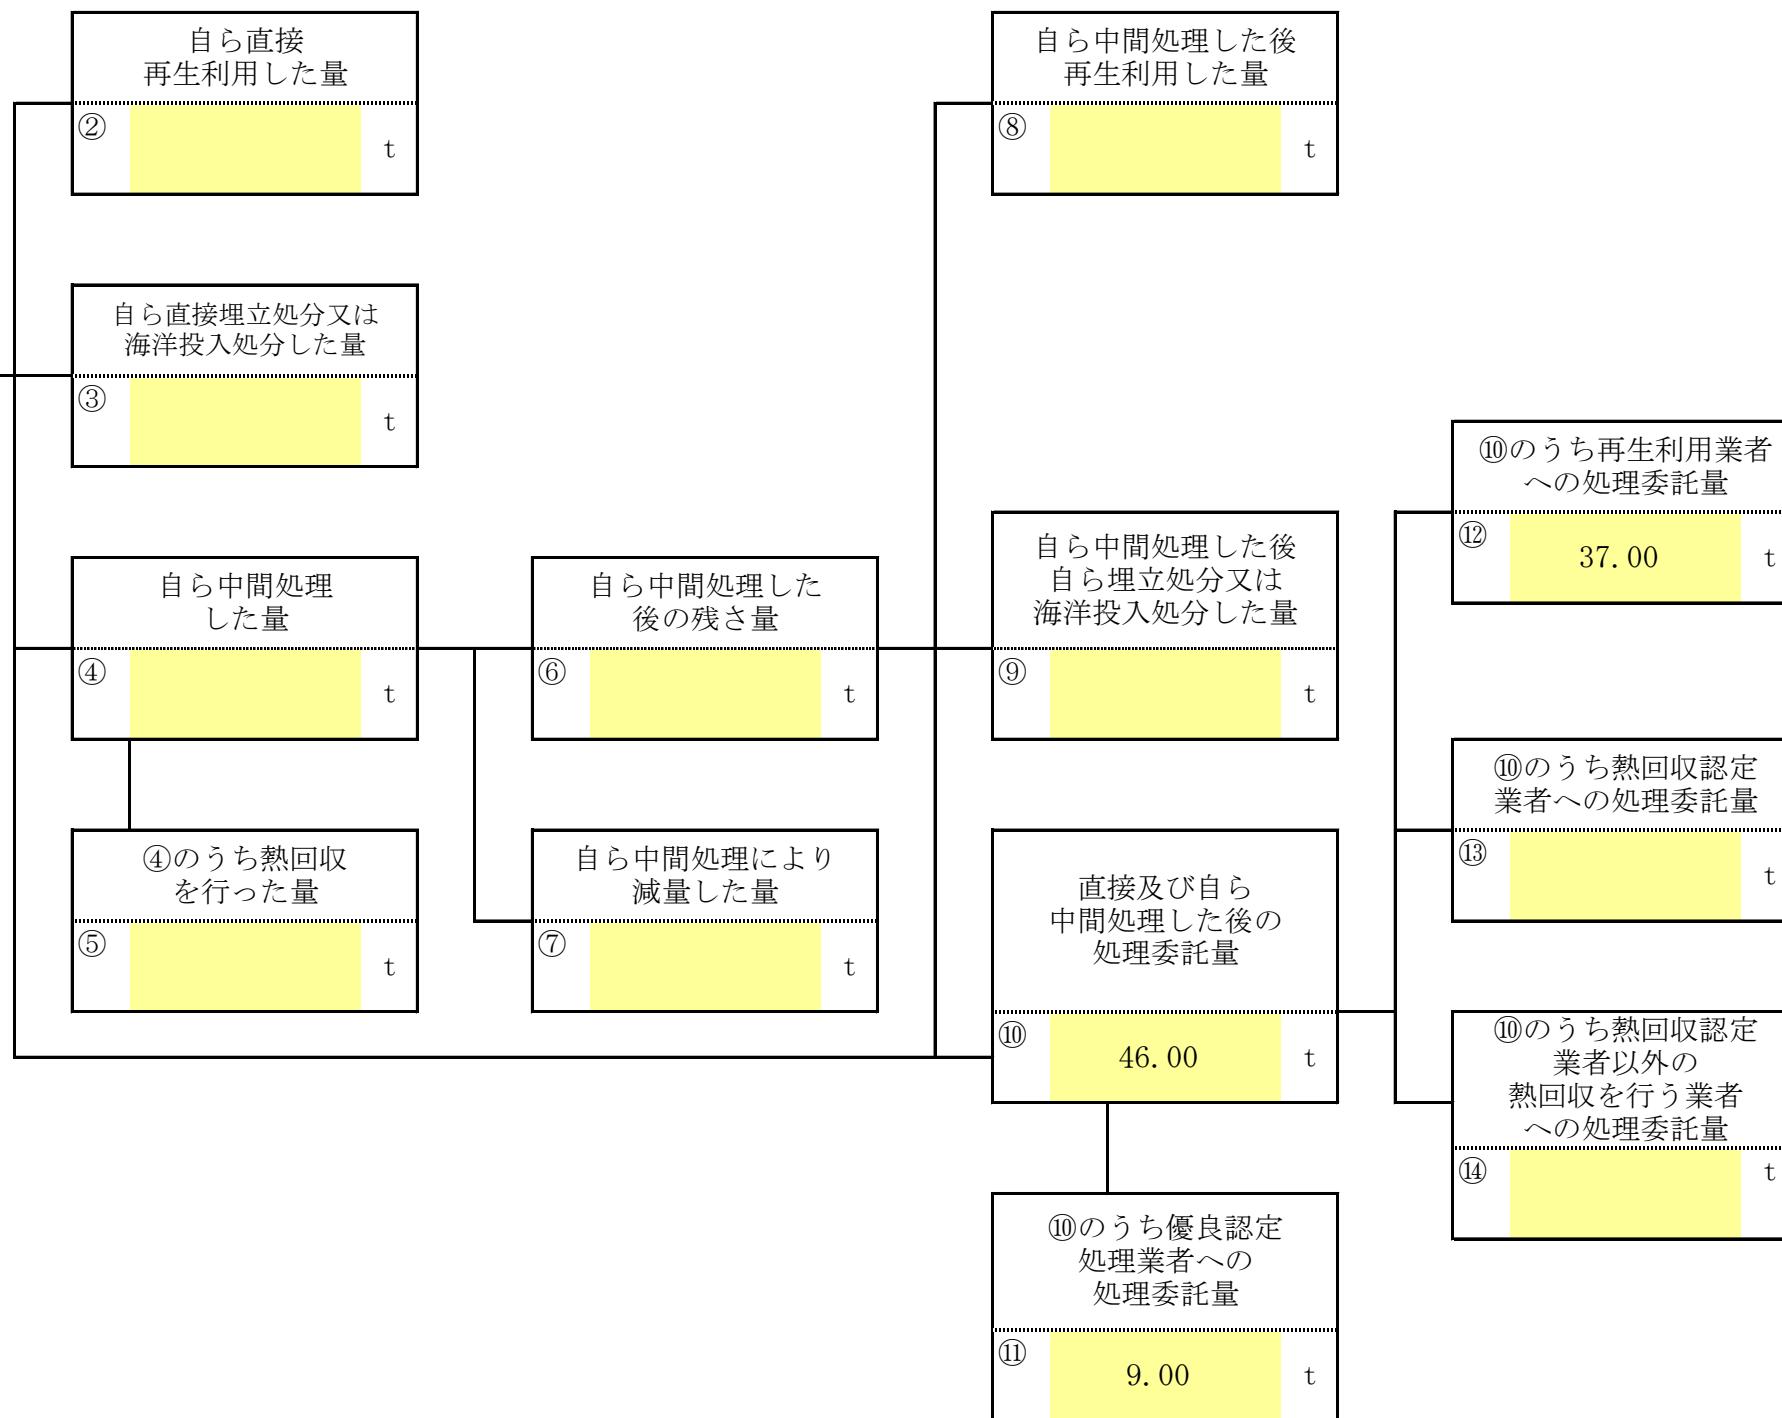 自ら直接
再生利用した量
②
t
自ら中間処理した後
再生利用した量
⑧
t
自ら直接埋立処分又は
海洋投入処分した量
③
t
⑩のうち再生利用業者
への処理委託量
⑫
37.00
t
自ら中間処理
した量
④
t
自ら中間処理した
後の残さ量
⑥
t
自ら中間処理した後
自ら埋立処分又は
海洋投入処分した量
⑨
t
⑩のうち熱回収認定
業者への処理委託量
⑬
t
④のうち熱回収
を行った量
⑤
t
自ら中間処理により
減量した量
⑦
t
直接及び自ら
中間処理した後の
処理委託量
⑩
46.00
t
⑩のうち熱回収認定
業者以外の
熱回収を行う業者
への処理委託量
⑭
t
⑩のうち優良認定
処理業者への
処理委託量
⑪
9.00
t